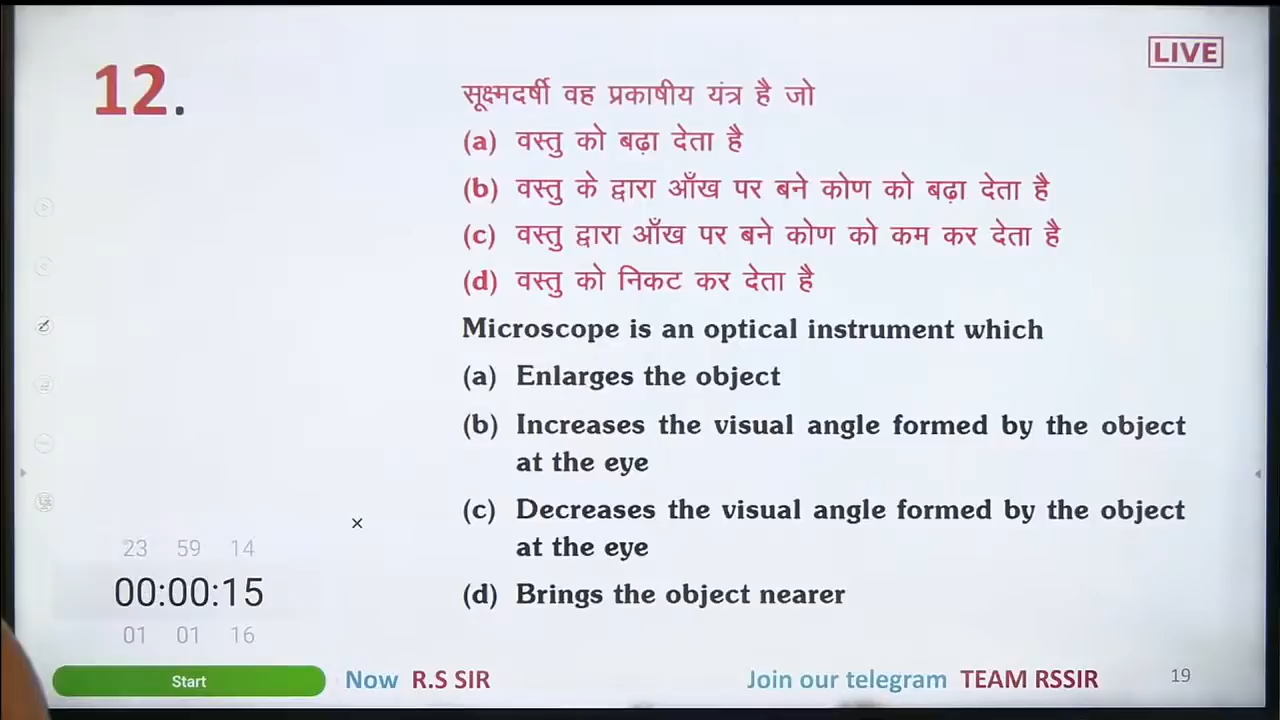 LIVE
12.
सूक्ष्मदर्षी वह प्रकाषीय यंत्र है जो
(a) वस्तु को बढ़ा देता है
(b) वस्तु के द्वारा आँख पर बने कोण को बढ़ा देता है
(c) वस्तु द्वारा आँख पर बने कोण को कम कर देता है
(d) वस्तु को निकट कर देता है
Microscope is an optical instrument which
(a) Enlarges the object
(b) Increases the visual angle formed by the object
at the eye
(c) Decreases the visual angle formed by the object
at the eye
(d) Brings the object nearer
×
23 59 14
00:00:15
01 01 16
Start
Now R.S SIR
Join our telegram TEAM RSSIR
19